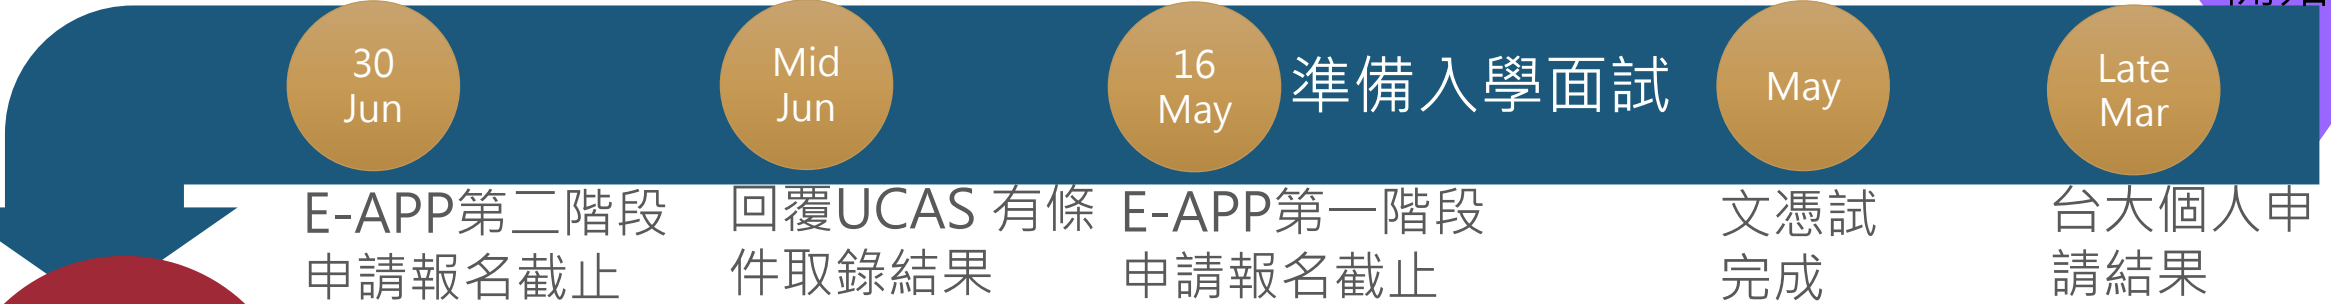 30
Jun
Mid
Jun
16
May
準備入學面試
May
Late
Mar
E-APP第二階段
申請報名截止
回覆UCAS 有條
件取錄結果
E-APP第一階段
申請報名截止
文憑試
完成
台大個人申
請結果